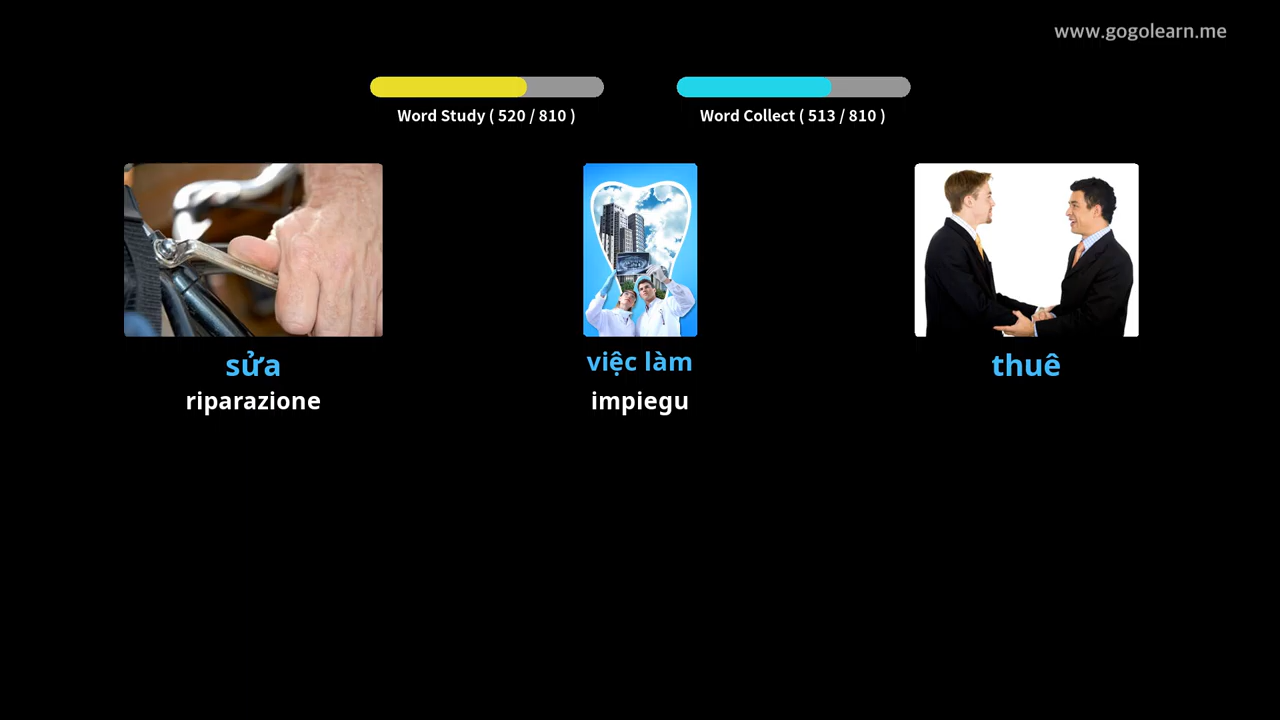 www.gogolearn.me
Word Study ( 520 / 810 )
Word Collect ( 513 / 810 )
sửa
riparazione
việc làm
impiegu
thuê